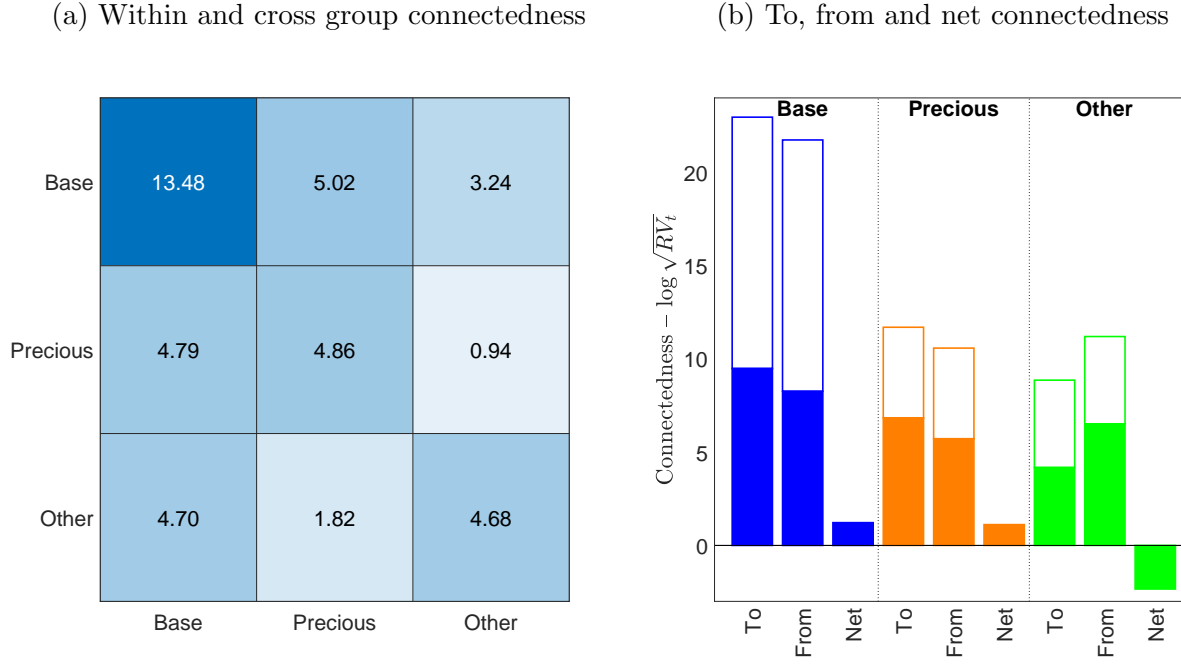 (a) Within and cross group connectedness
Base
13.48
5.02
3.24
Precious
4.79
4.86
0.94
Other
4.70
1.82
4.68
Base
Precious
Other
(b) To, from and net connectedness
Connectedness − log √RVₜ
20
15
10
5
0
Base
Precious
Other
To
From
Net
To
From
Net
To
From
Net